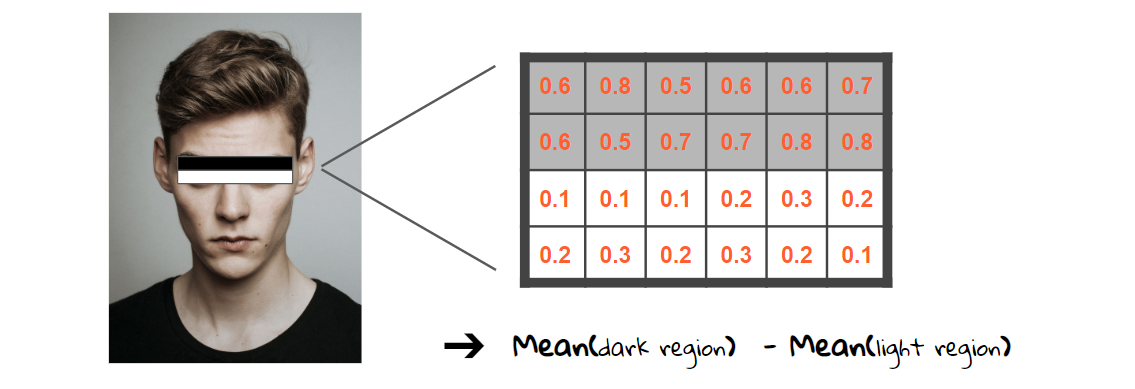 0.6 0.8 0.5 0.6 0.6 0.7
0.6 0.5 0.7 0.7 0.8 0.8
0.1 0.1 0.1 0.2 0.3 0.2
0.2 0.3 0.2 0.3 0.2 0.1
➔ Mean(dark region) - Mean(light region)